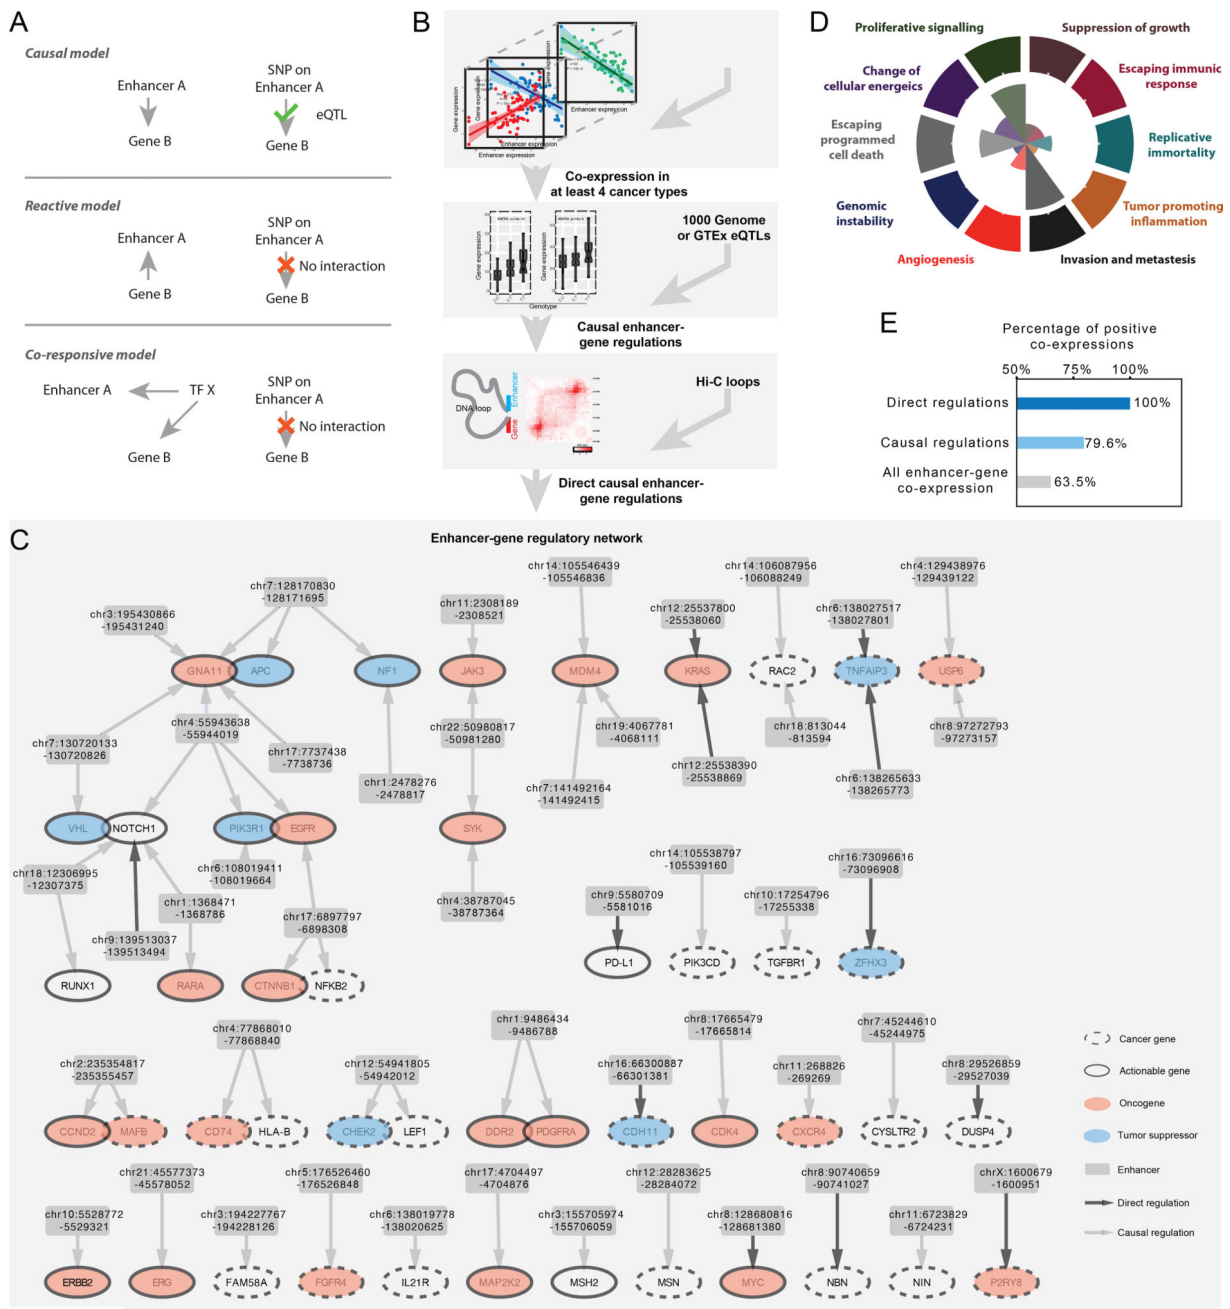 A
Causal model
Enhancer A
Gene B
SNP on
Enhancer A
eQTL
Gene B
Reactive model
Enhancer A
Gene B
SNP on
Enhancer A
No interaction
Gene B
Co-responsive model
Enhancer A
TF X
Gene B
SNP on
Enhancer A
No interaction
Gene B
B
Gene expression
Gene expression
Enhancer expression
Enhancer expression
Co-expression in
at least 4 cancer types
Gene expression
Gene expression
Genotype
1000 Genome
or GTEx eQTLs
Causal enhancer-
gene regulations
DNA loop
Enhancer
Gene
Hi-C loops
Direct causal enhancer-
gene regulations
D
Proliferative signalling
Suppression of growth
Change of
cellular energeics
Escaping immunic
response
Escaping
programmed
cell death
Replicative
immortality
Genomic
instability
Tumor promoting
inflammation
Angiogenesis
Invasion and metestasis
E
Percentage of positive
co-expressions
50% 75% 100%
Direct regulations 100%
Causal regulations 79.6%
All enhancer-gene
co-expression 63.5%
C
Enhancer-gene regulatory network
chr3:195430866
-195431240
chr7:128170830
-128171695
chr11:2308189
-2308521
chr14:105546439
-105546836
chr12:25537800
-25538060
chr14:106087956
-106088249
chr6:138027517
-138027801
chr4:129438976
-129439122
GNA11 APC NF1 JAK3 MDM4 KRAS RAC2 TNFAIP3 USP6
chr7:130720133
-130720826
chr4:55943638
-55944019
chr17:7737438
-7738736
chr1:2478276
-2478817
chr22:50980817
-50981280
chr7:141492164
-141492415
chr19:4067781
-4068111
chr12:25538390
-25538869
chr18:813044
-813594
chr6:138265633
-138265773
chr8:97272793
-97273157
VHL NOTCH1 PIK3R1 EGFR SYK
chr18:12306995
-12307375
chr9:139513037
-139513494
chr1:1368471
-1368786
chr6:108019411
-108019664
chr17:6897797
-6898308
chr4:38787045
-38787364
chr9:5580709
-5581016
chr14:105538797
-105539160
chr10:17254796
-17255338
chr16:73096616
-73096908
RUNX1 RARA CTNNB1 NFKB2 PD-L1 PIK3CD TGFBR1 ZFHX3
chr2:235354817
-235355457
chr4:77868010
-77868840
chr12:54941805
-54942012
chr1:9486434
-9486788
chr16:66300887
-66301381
chr8:17665479
-17665814
chr11:268826
-269269
chr7:45244610
-45244975
chr8:29526859
-29527039
CCND2 MAFB CD74 HLA-B CHEK2 LEF1 DDR2 PDGFRA CDH11 CDK4 CXCR4 CYSLTR2 DUSP4
chr10:5528772
-5529321
chr21:45577373
-45578052
chr3:194227767
-194228126
chr5:176526460
-176526848
chr6:138019778
-138020625
chr17:4704497
-4704876
chr3:155705974
-155706059
chr12:28283625
-28284072
chr8:128680816
-128681380
chr8:90740659
-90741027
chr11:6723829
-6724231
chrX:1600679
-1600951
ERBB2 ERG FAM58A FGFR4 IL21R MAP2K2 MSH2 MSN MYC NBN NIN P2RY8
Cancer gene
Actionable gene
Oncogene
Tumor suppressor
Enhancer
Direct regulation
Causal regulation